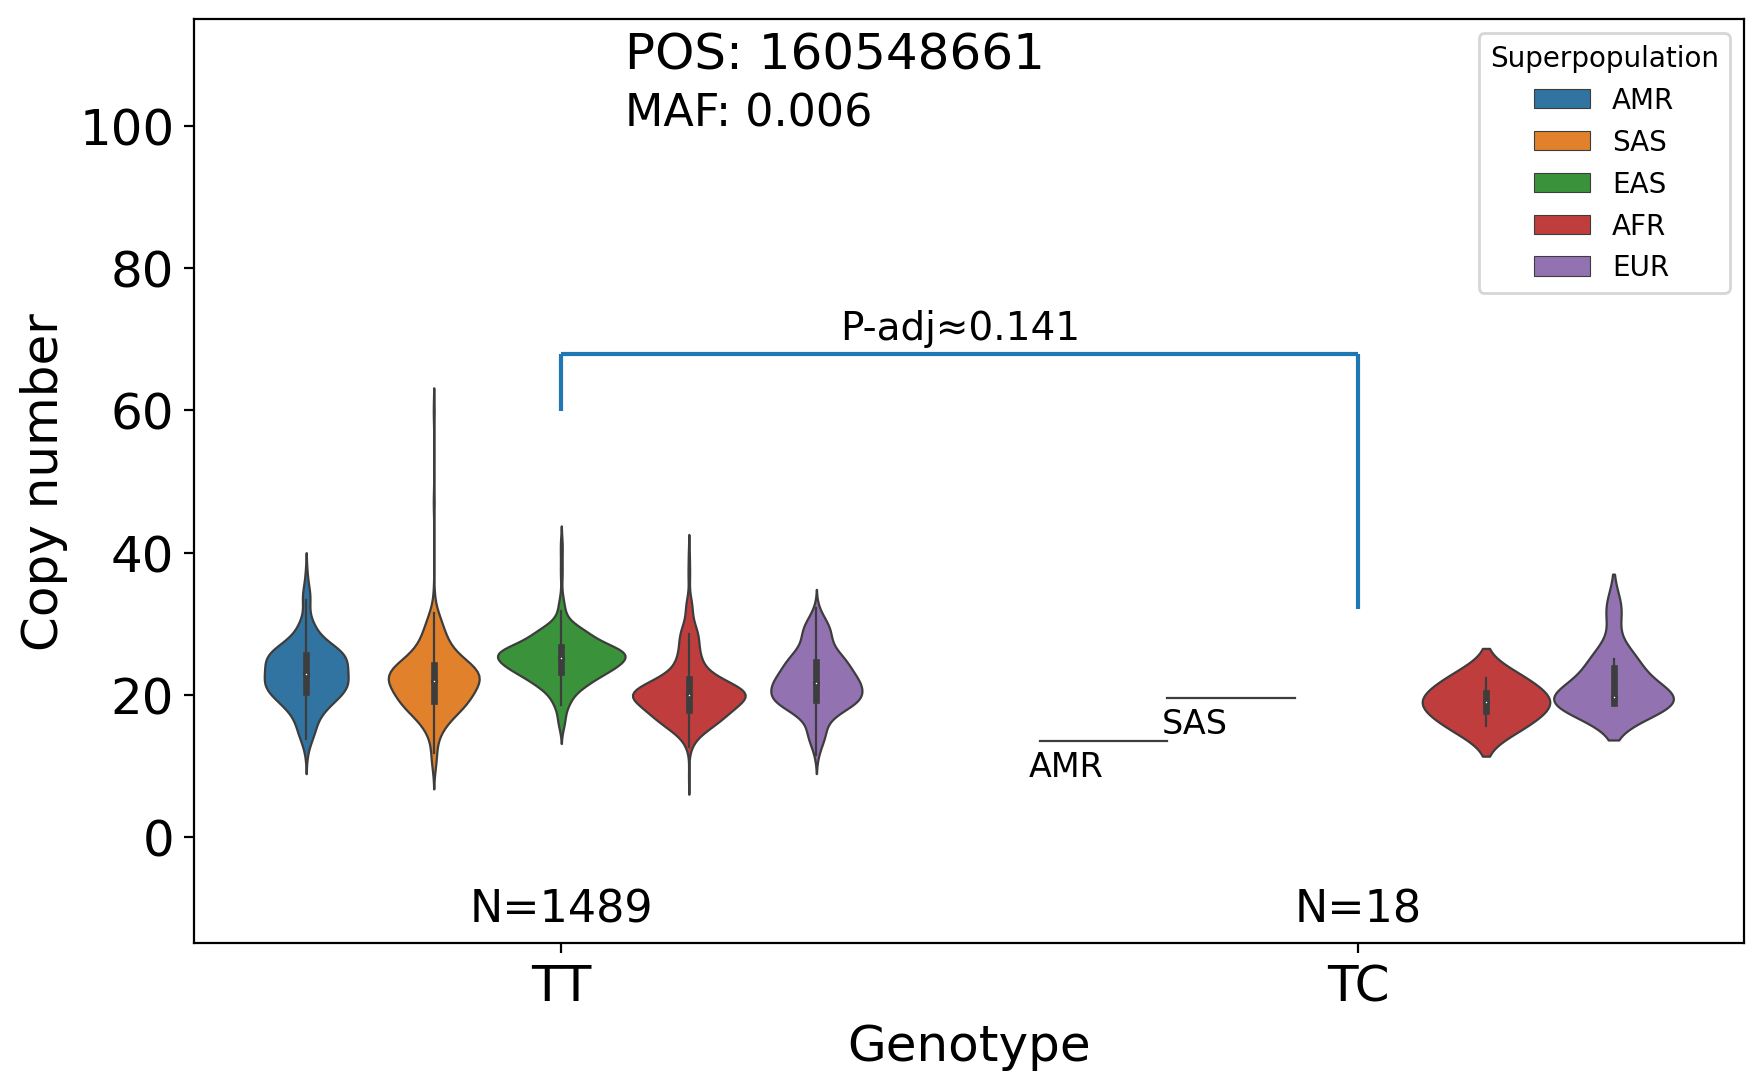 POS: 160548661
MAF: 0.006
Superpopulation
AMR
SAS
EAS
AFR
EUR
100
80
60
40
20
0
Copy number
P-adj≈0.141
SAS
AMR
N=1489
N=18
TT
TC
Genotype